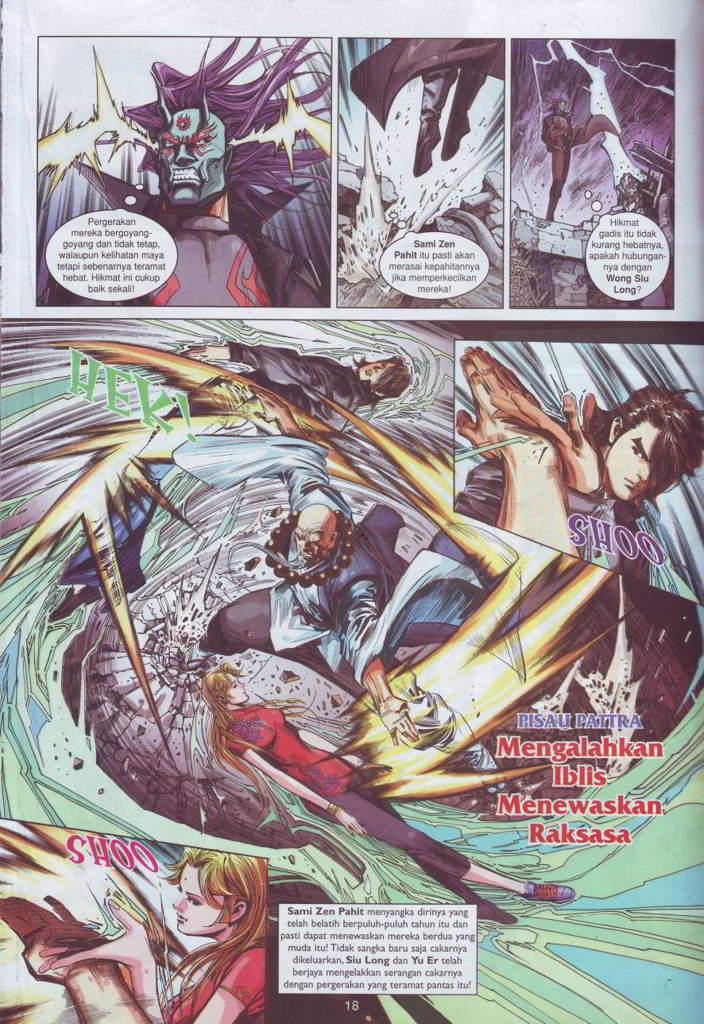 Pergerakan
mereka bergoyang-
goyang dan tidak tetap,
walaupun kelihatan maya
tetapi sebenarnya teramat
hebat. Hikmat ini cukup
baik sekali!
Sami Zen
Pahit itu pasti akan
merasai kepahitannya
jika memperkecilkan
mereka!
Hikmat
gadis itu tidak
kurang hebatnya,
apakah hubungan-
nya dengan
Wong Siu
Long?
HEK!
SHOO
PISAU PATTRA
Mengalahkan
Iblis
Menewaskan
Raksasa
SHOO
Sami Zen Pahit menyangka dirinya yang
telah belatih berpuluh-puluh tahun itu dan
pasti dapat menewaskan mereka berdua yang
muda itu! Tidak sangka baru saja cakarnya
dikeluarkan, Siu Long dan Yu Er telah
berjaya mengelakkan serangan cakarnya
dengan pergerakan yang teramat pantas itu!
18